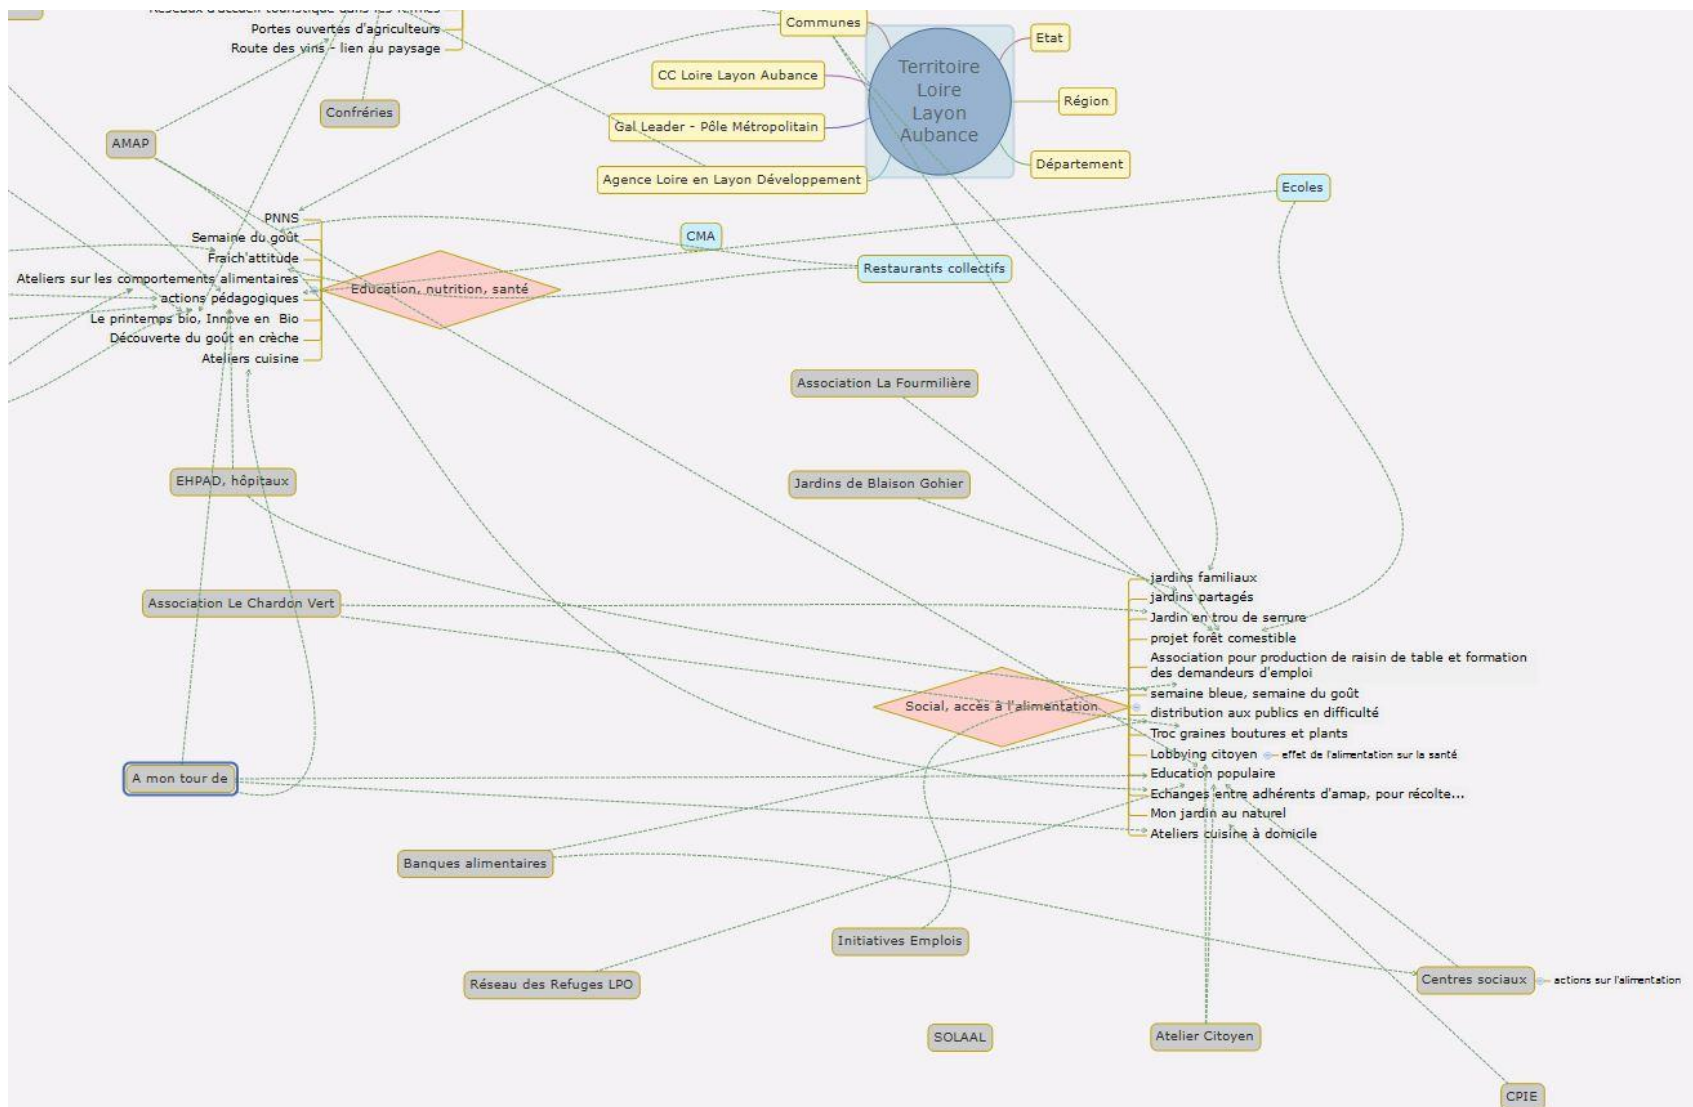 Réseaux d'accueil touristique dans les fermes
Portes ouvertes d'agriculteurs
Route des vins - lien au paysage
Confréries
AMAP
Communes
CC Loire Layon Aubance
Gal Leader - Pôle Métropolitain
Agence Loire en Layon Développement
Territoire
Loire
Layon
Aubance
Etat
Région
Département
Ecoles
CMA
Restaurants collectifs
PNNS
Semaine du goût
Fraich'attitude
Ateliers sur les comportements alimentaires
actions pédagogiques
Le printemps bio, Innove en Bio
Découverte du goût en crèche
Ateliers cuisine
Education, nutrition, santé
Association La Fourmilière
Jardins de Blaison Gohier
EHPAD, hôpitaux
Association Le Chardon Vert
A mon tour de
Social, accès à l'alimentation
jardins familiaux
jardins partagés
Jardin en trou de serrure
projet forêt comestible
Association pour production de raisin de table et formation
des demandeurs d'emploi
semaine bleue, semaine du goût
distribution aux publics en difficulté
Troc graines boutures et plants
Lobbying citoyen
effet de l'alimentation sur la santé
Education populaire
Echanges entre adhérents d'amap, pour récolte...
Mon jardin au naturel
Ateliers cuisine à domicile
Banques alimentaires
Initiatives Emplois
Réseau des Refuges LPO
Centres sociaux
actions sur l'alimentation
SOLAAL
Atelier Citoyen
CPIE